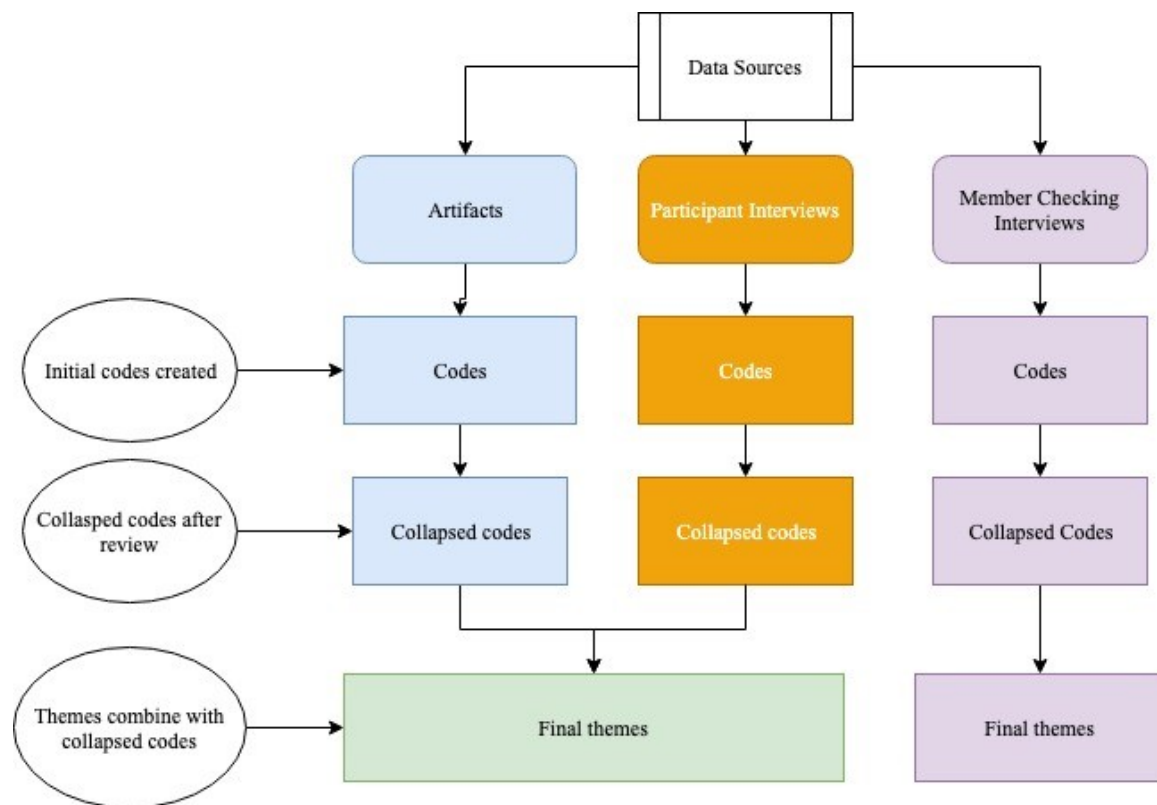 Data Sources
Artifacts
Participant Interviews
Member Checking
Interviews
Initial codes created
Codes
Codes
Codes
Collasped codes after
review
Collapsed codes
Collapsed codes
Collapsed Codes
Themes combine with
collapsed codes
Final themes
Final themes